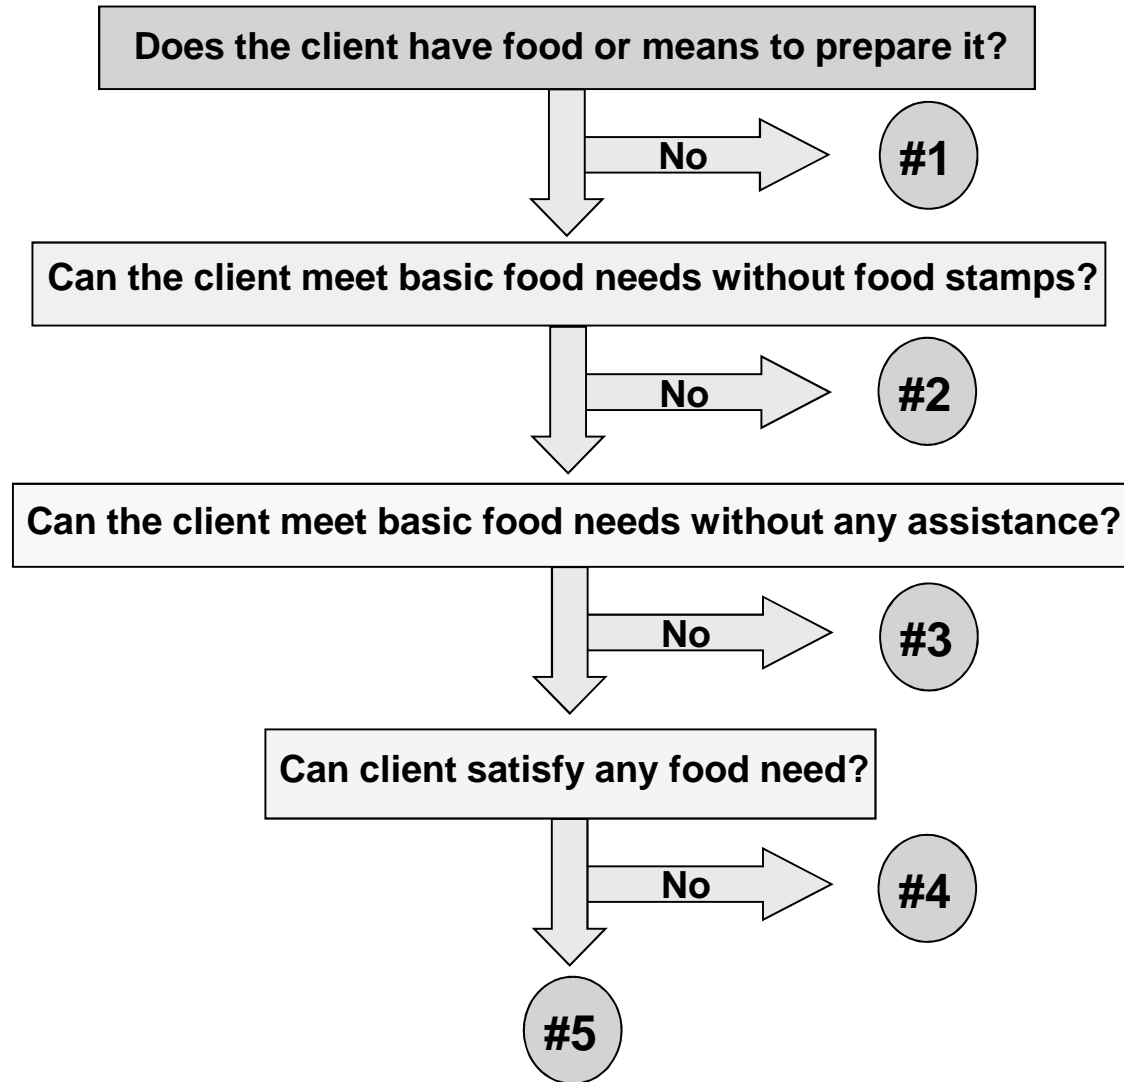 Does the client have food or means to prepare it?
No
#1
Can the client meet basic food needs without food stamps?
No
#2
Can the client meet basic food needs without any assistance?
No
#3
Can client satisfy any food need?
No
#4
#5